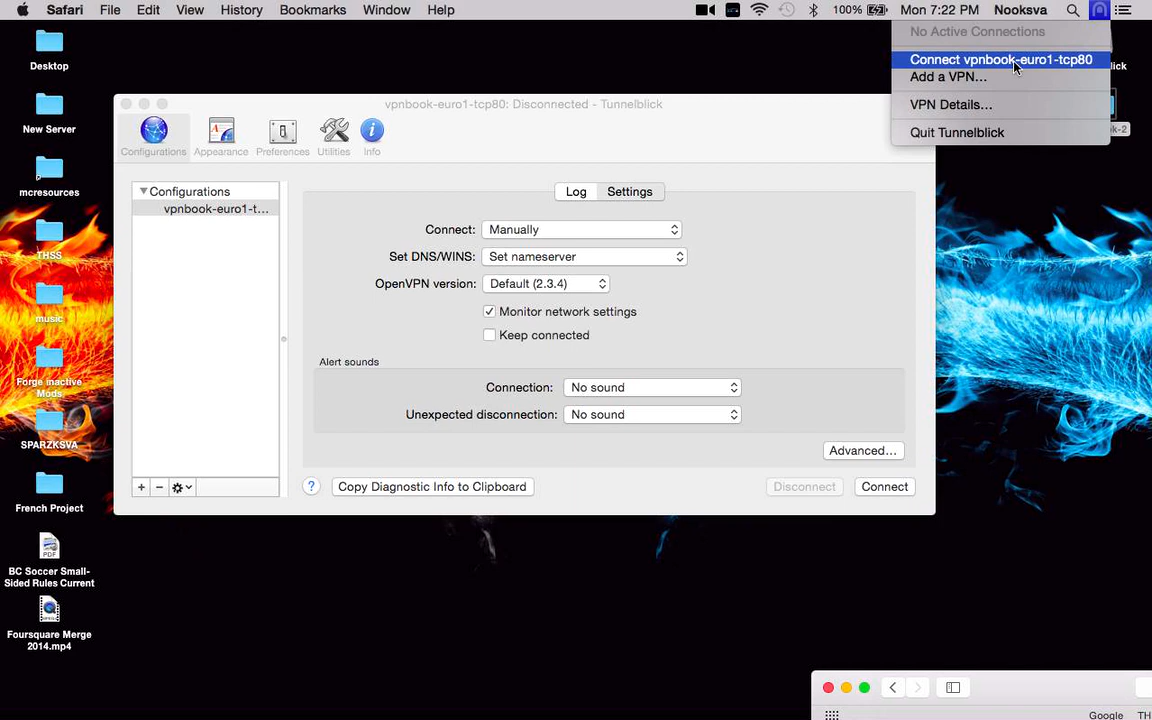 Safari File Edit View History Bookmarks Window Help 100% Mon 7:22 PM Nooksva
No Active Connections
Connect vpnbook-euro1-tcp80
Add a VPN...
VPN Details...
Quit Tunnelblick
Desktop
New Server
mcresources
THSS
music
Forge inactive
Mods
SPARZKSVA
French Project
PDF
BC Soccer Small-
Sided Rules Current
Foursquare Merge
2014.mp4
lick
k-2
vpnbook-euro1-tcp80: Disconnected - Tunnelblick
Configurations Appearance Preferences Utilities Info
Configurations
vpnbook-euro1-t...
Log Settings
Connect: Manually
Set DNS/WINS: Set nameserver
OpenVPN version: Default (2.3.4)
Monitor network settings
Keep connected
Alert sounds
Connection: No sound
Unexpected disconnection: No sound
Advanced...
? Copy Diagnostic Info to Clipboard Disconnect Connect
Google TH